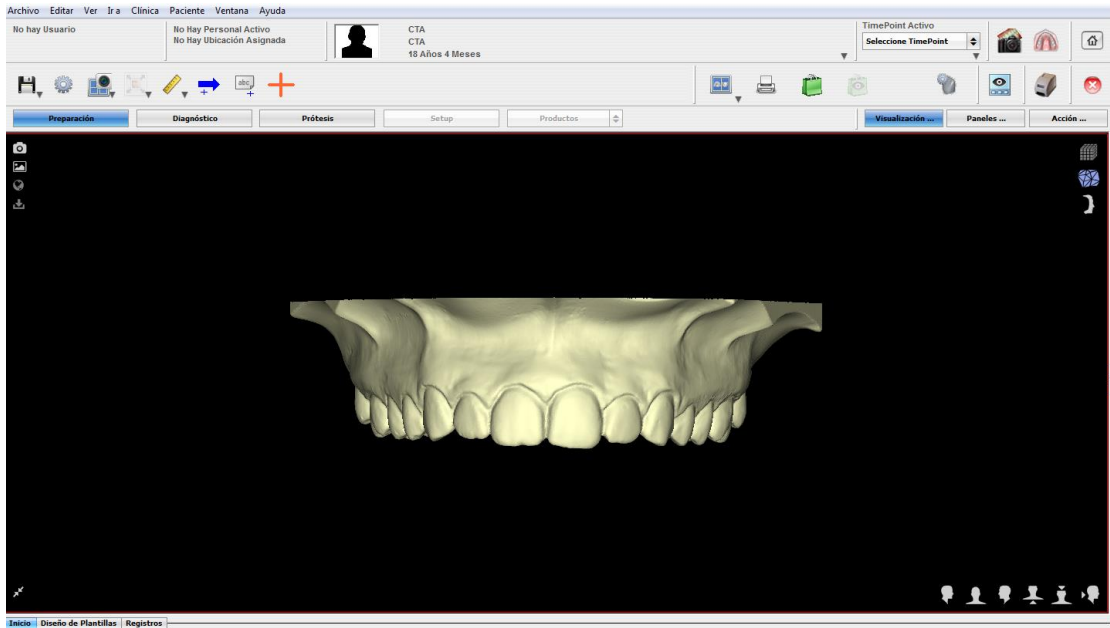 Archivo Editar Ver Ir a Clínica Paciente Ventana Ayuda
No hay Usuario
No Hay Personal Activo
No Hay Ubicación Asignada
CTA
CTA
18 Años 4 Meses
TimePoint Activo
Seleccione TimePoint
abc
Preparación Diagnóstico Prótesis Setup Productos Visualización ... Paneles ... Acción ...
Inicio Diseño de Plantillas Registros